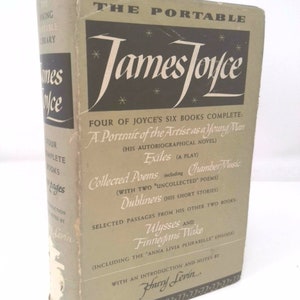 THE PORTABLE
James Joyce
FOUR OF JOYCE'S SIX BOOKS COMPLETE:
A Portrait of the Artist as a Young Man
(HIS AUTOBIOGRAPHICAL NOVEL)
Exiles (A PLAY)
Collected Poems including Chamber Music
(WITH TWO "UNCOLLECTED" POEMS)
Dubliners (HIS SHORT STORIES)
SELECTED PASSAGES FROM HIS OTHER TWO BOOKS:
Ulysses AND
Finnegans Wake
(INCLUDING THE "ANNA LIVIA PLURABELLE" EPISODE)
WITH AN INTRODUCTION AND NOTES BY
Harry Levin
James
Joyce
FOUR
COMPLETE
BOOKS